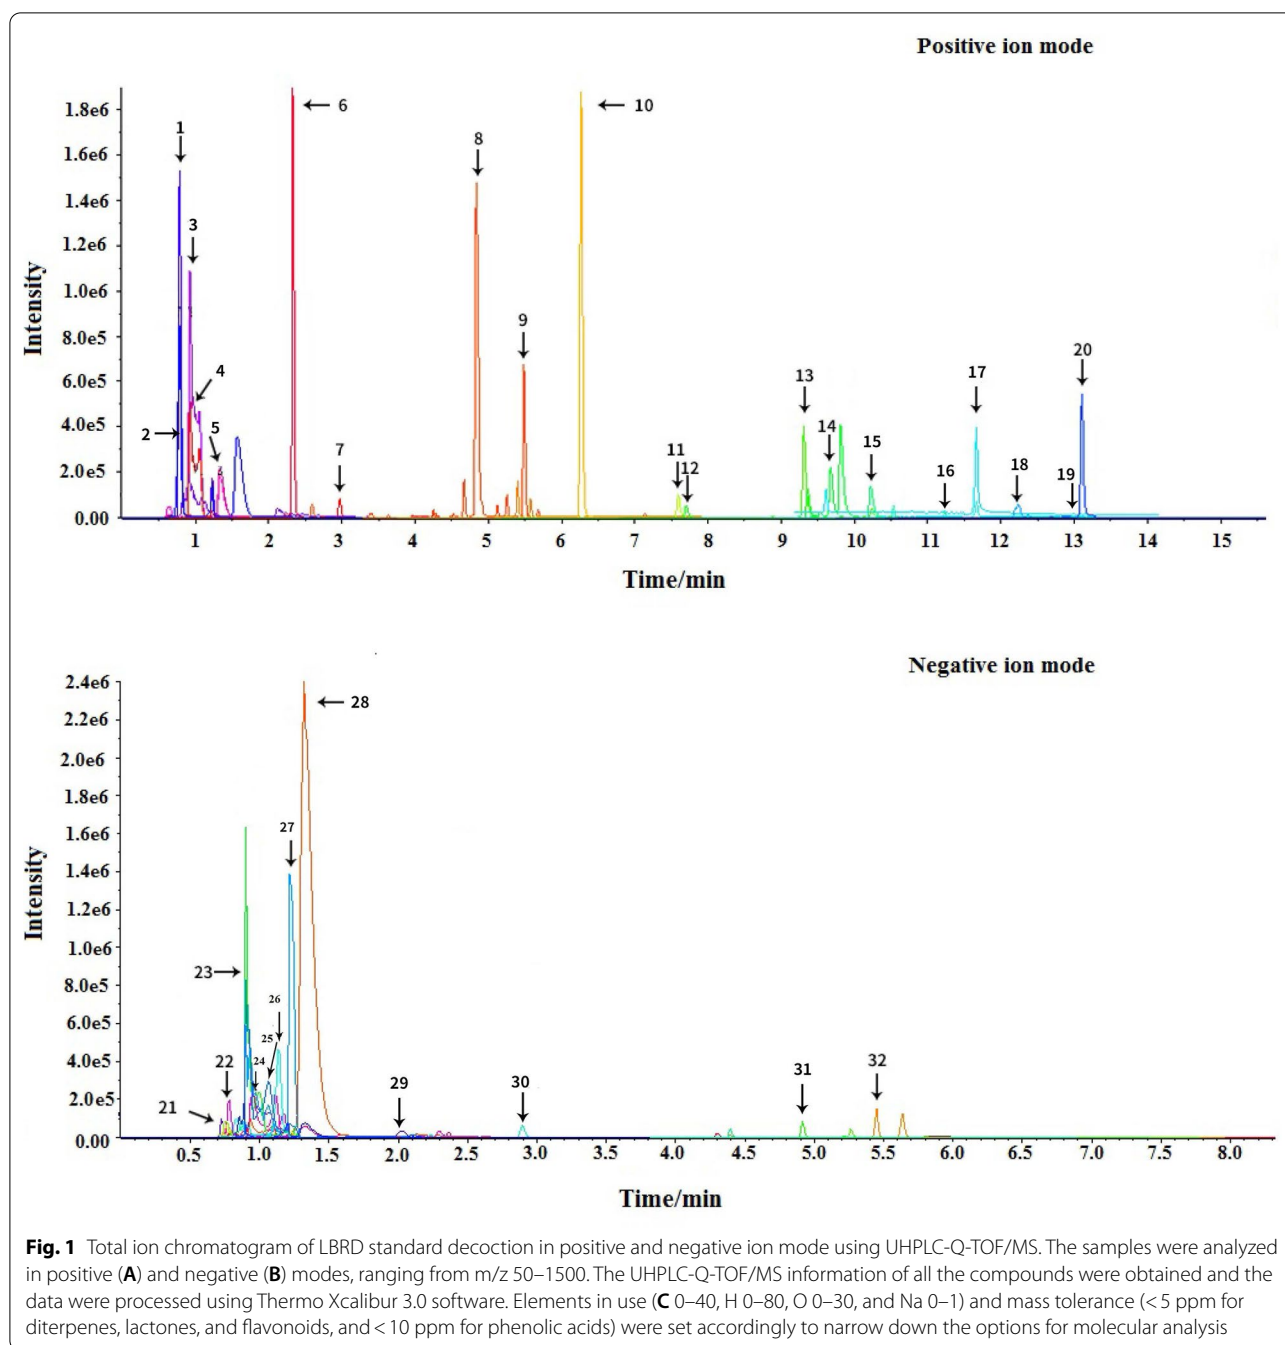 Positive ion mode
1.8e6
1.6e6
1.4e6
1.2e6
1.0e6
8.0e5
6.0e5
4.0e5
2.0e5
0.00
Intensity
1
2
3
4
5
6
7
8
9
10
11
12
13
14
15
16
17
18
19
20
1 2 3 4 5 6 7 8 9 10 11 12 13 14 15
Time/min
Negative ion mode
2.4e6
2.2e6
2.0e6
1.8e6
1.6e6
1.4e6
1.2e6
1.0e6
8.0e5
6.0e5
4.0e5
2.0e5
0.00
Intensity
21
22
23
24
25
26
27
28
29
30
31
32
0.5 1.0 1.5 2.0 2.5 3.0 3.5 4.0 4.5 5.0 5.5 6.0 6.5 7.0 7.5 8.0
Time/min
Fig. 1 Total ion chromatogram of LBRD standard decoction in positive and negative ion mode using UHPLC-Q-TOF/MS. The samples were analyzed
in positive (A) and negative (B) modes, ranging from m/z 50–1500. The UHPLC-Q-TOF/MS information of all the compounds were obtained and the
data were processed using Thermo Xcalibur 3.0 software. Elements in use (C 0–40, H 0–80, O 0–30, and Na 0–1) and mass tolerance (< 5 ppm for
diterpenes, lactones, and flavonoids, and < 10 ppm for phenolic acids) were set accordingly to narrow down the options for molecular analysis